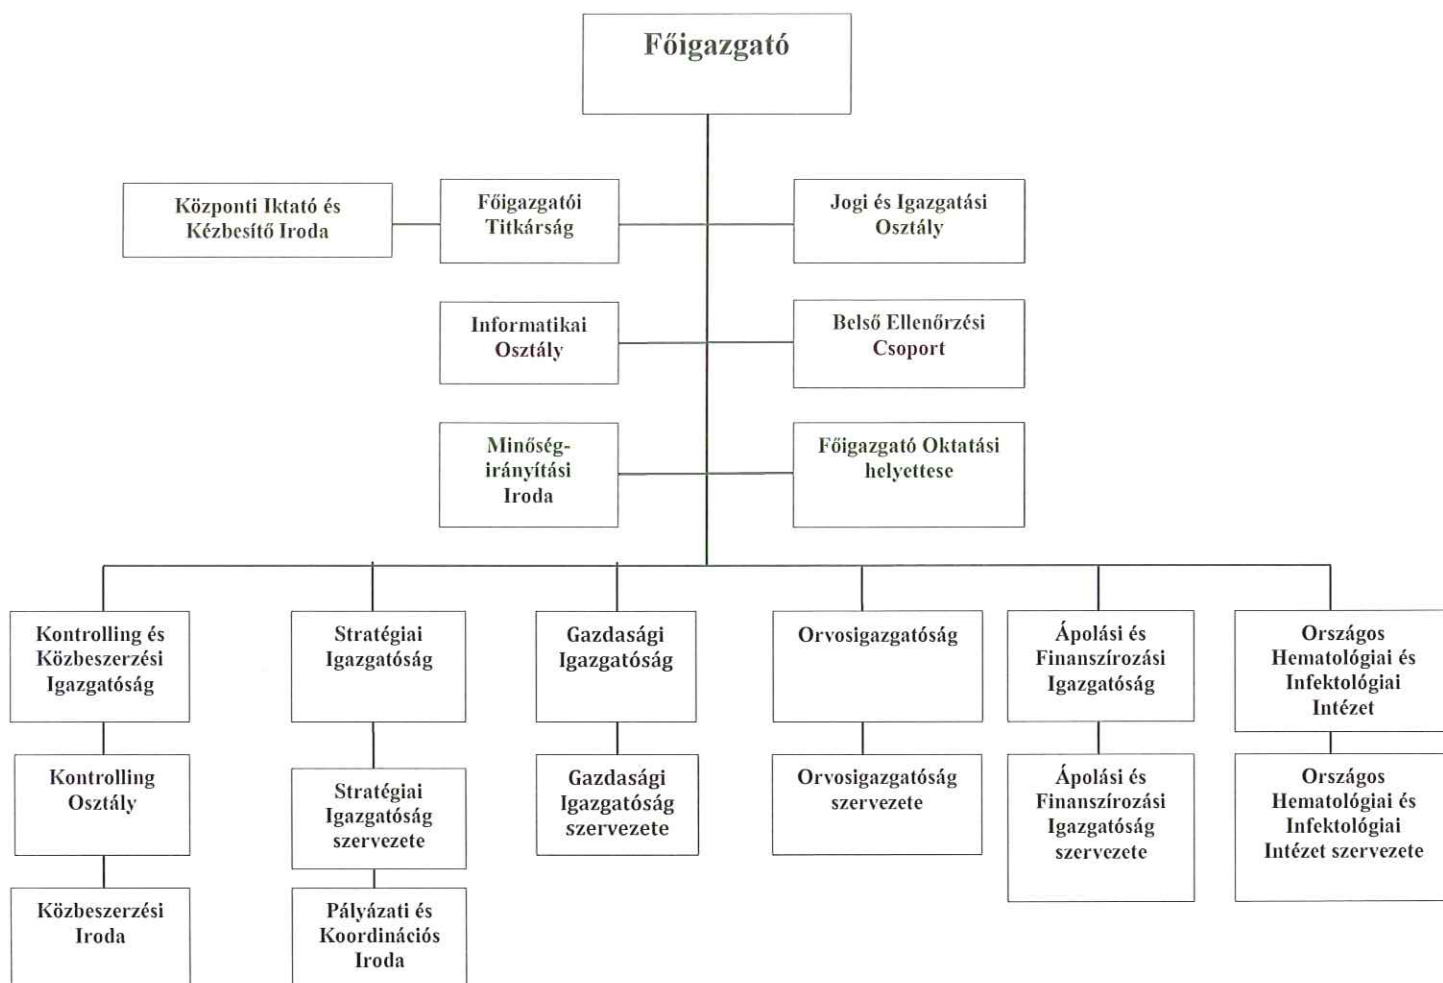 Főigazgató
Központi Iktató és
Kézbesítő Iroda
Főigazgatói
Titkárság
Jogi és Igazgatási
Osztály
Informatikai
Osztály
Belső Ellenőrzési
Csoport
Minőség-
irányítási
Iroda
Főigazgató Oktatási
helyettese
Kontrolling és
Közbeszerzési
Igazgatóság
Stratégiai
Igazgatóság
Gazdasági
Igazgatóság
Orvosigazgatóság
Ápolási és
Finanszírozási
Igazgatóság
Országos
Hematológiai és
Infektológiai
Intézet
Kontrolling
Osztály
Stratégiai
Igazgatóság
szervezete
Gazdasági
Igazgatóság
szervezete
Orvosigazgatóság
szervezete
Ápolási és
Finanszírozási
Igazgatóság
szervezete
Országos
Hematológiai és
Infektológiai
Intézet szervezete
Közbeszerzési
Iroda
Pályázati és
Koordinációs
Iroda